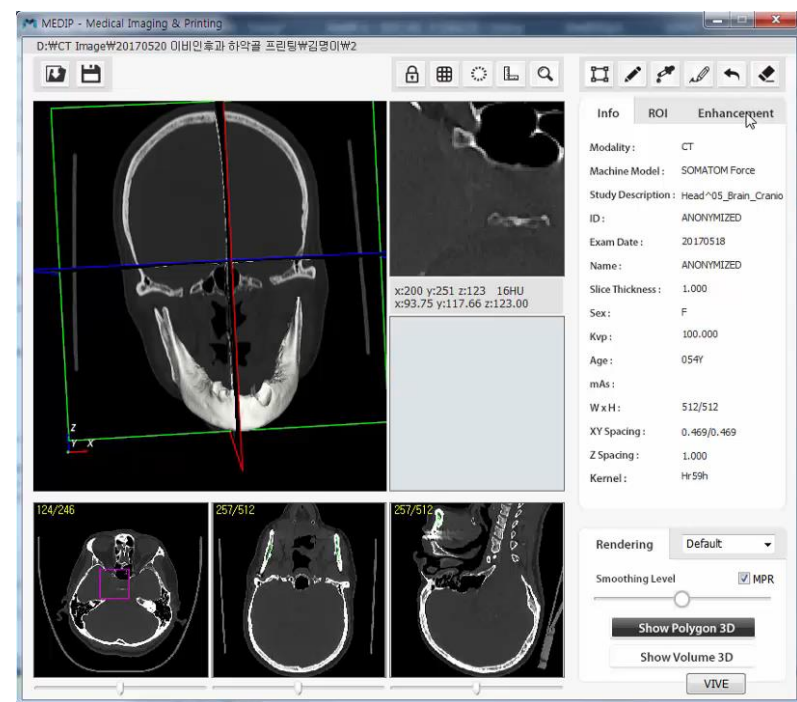 MEDIP - Medical Imaging & Printing
D:₩CT Image₩20170520 이비인후과 하악골 프린팅₩김명이₩2
Info ROI Enhancement
Modality : CT
Machine Model : SOMATOM Force
Study Description : Head^05_Brain_Cranio
ID : ANONYMIZED
Exam Date : 20170518
Name : ANONYMIZED
Slice Thickness : 1.000
Sex : F
Kvp : 100.000
Age : 054Y
mAs :
W x H : 512/512
XY Spacing : 0.469/0.469
Z Spacing : 1.000
Kernel : Hr59h
x:200 y:251 z:123 16HU
x:93.75 y:117.66 z:123.00
Z
Y X
124/246
257/512
257/512
Rendering Default
Smoothing Level MPR
Show Polygon 3D
Show Volume 3D
VIVE